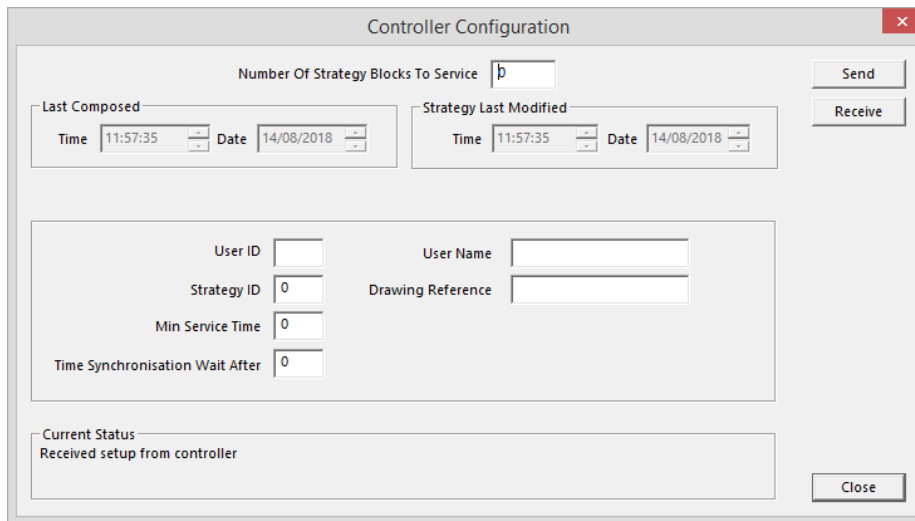 Controller Configuration
Number Of Strategy Blocks To Service 0
Send
Last Composed
Strategy Last Modified
Receive
Time 11:57:35 Date 14/08/2018
Time 11:57:35 Date 14/08/2018
User ID
User Name
Strategy ID 0
Drawing Reference
Min Service Time 0
Time Synchronisation Wait After 0
Current Status
Received setup from controller
Close